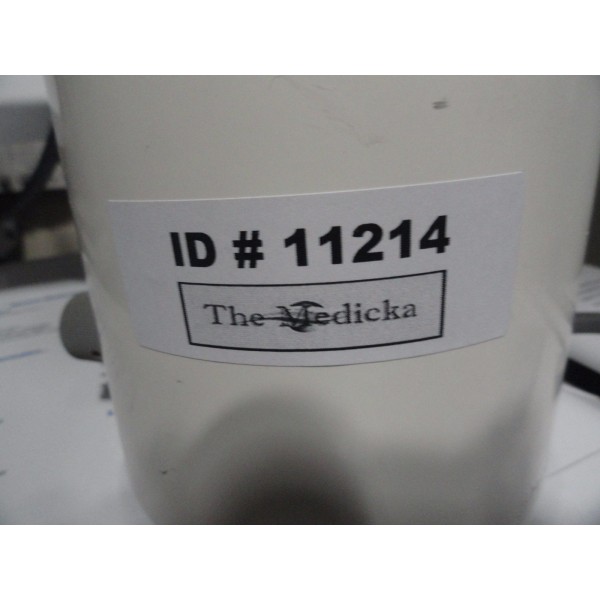 ID # 11214
The Medicka